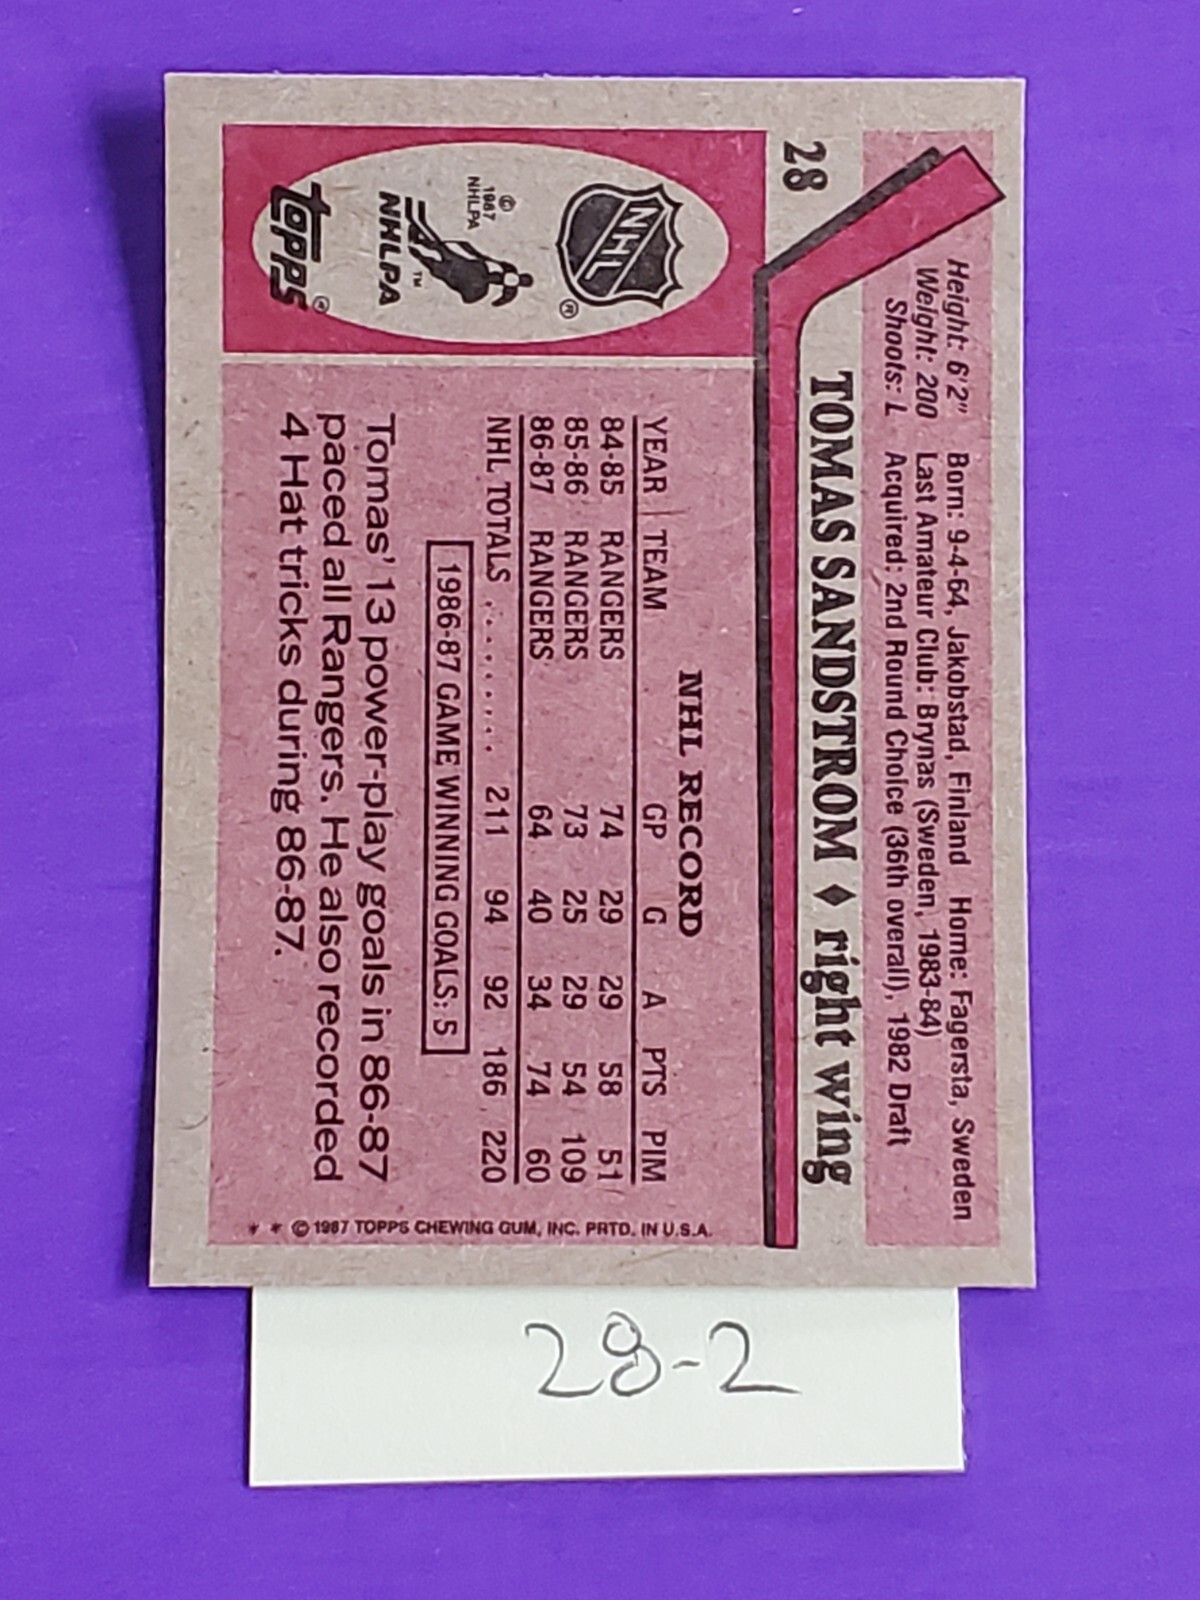 28
Height: 6'2" Born: 9-4-64, Jakobstad, Finland Home: Fagersta, Sweden
Weight: 200 Last Amateur Club: Brynas (Sweden, 1983-84)
Shoots: L Acquired: 2nd Round Choice (36th overall), 1982 Draft
TOMAS SANDSTROM ♦ right wing
NHL
®
© 1987 NHLPA
™
NHLPA
TOPPS®
NHL RECORD
YEAR TEAM GP G A PTS PIM
84-85 RANGERS 74 29 29 58 51
85-86 RANGERS 73 25 29 54 109
86-87 RANGERS 64 40 34 74 60
NHL TOTALS ........ 211 94 92 186 220
1986-87 GAME WINNING GOALS: 5
Tomas' 13 power-play goals in 86-87
paced all Rangers. He also recorded
4 Hat tricks during 86-87.
* * © 1987 TOPPS CHEWING GUM, INC. PRTD. IN U.S.A.
28-2